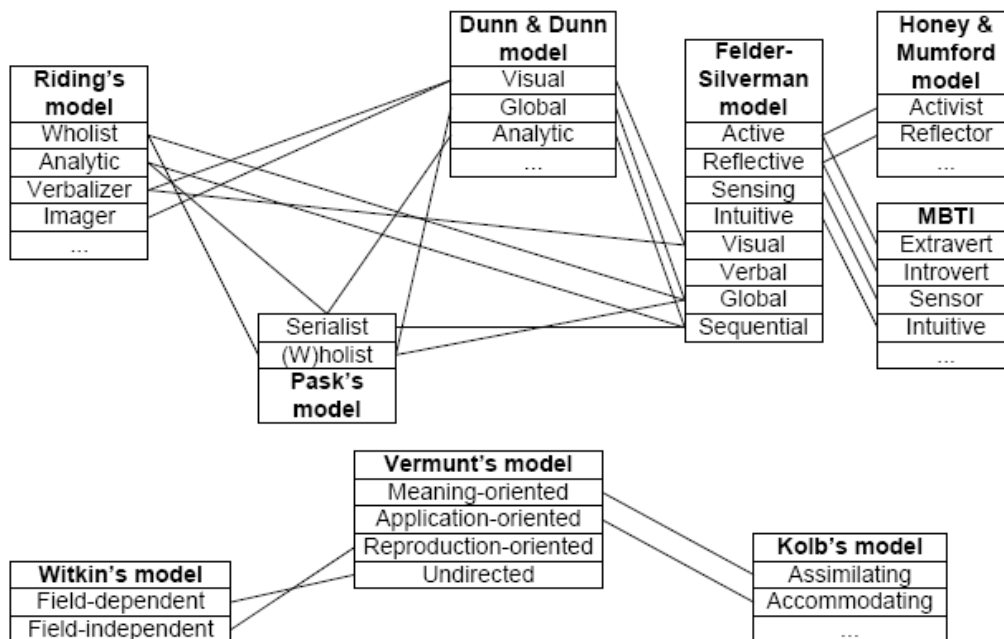 Riding's
model
Wholist
Analytic
Verbalizer
Imager
...
Dunn & Dunn
model
Visual
Global
Analytic
...
Felder-
Silverman
model
Active
Reflective
Sensing
Intuitive
Visual
Verbal
Global
Sequential
Honey &
Mumford
model
Activist
Reflector
...
MBTI
Extravert
Introvert
Sensor
Intuitive
...
Serialist
(W)holist
Pask's
model
Vermunt's model
Meaning-oriented
Application-oriented
Reproduction-oriented
Undirected
Witkin's model
Field-dependent
Field-independent
Kolb's model
Assimilating
Accommodating
...